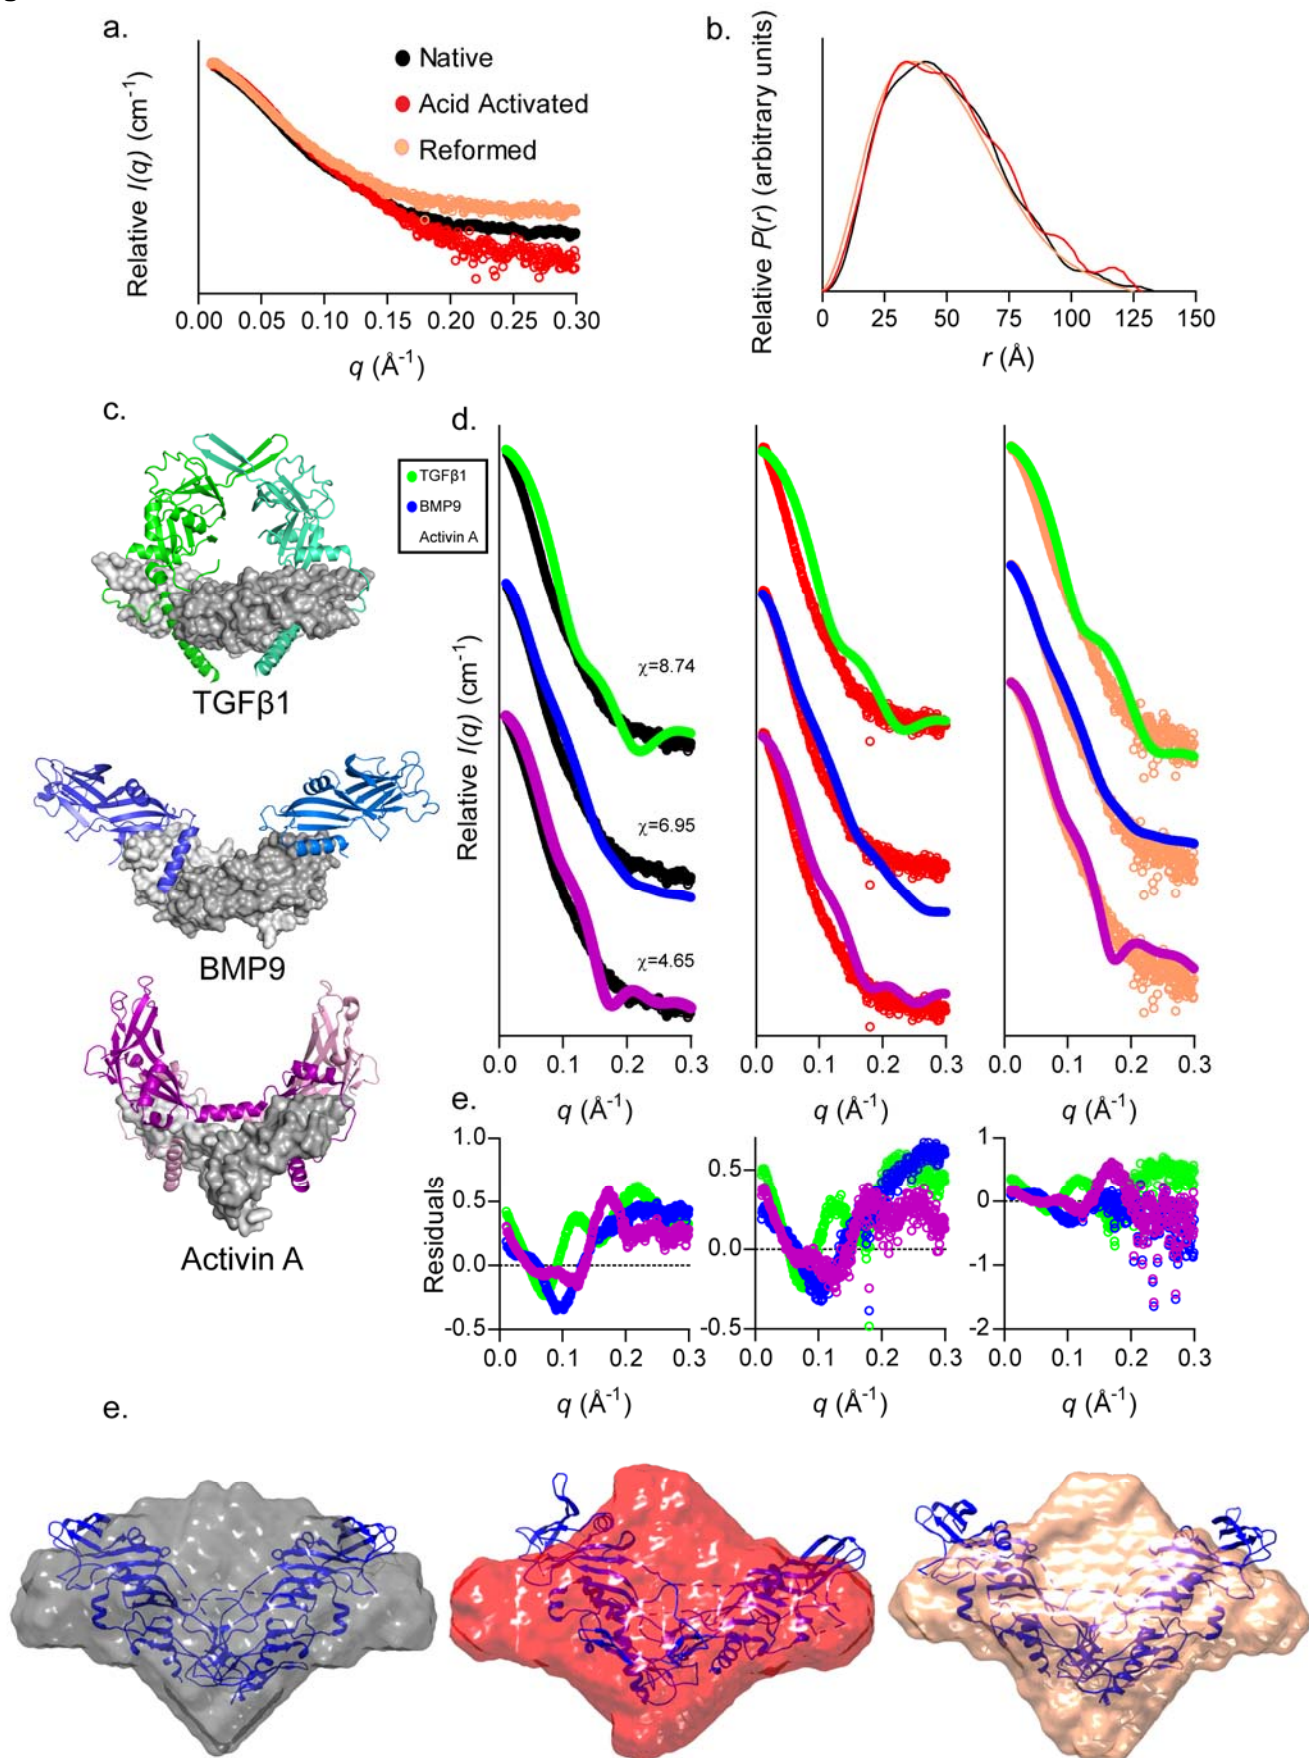 a.
Relative I(q) (cm⁻¹)
Native
Acid Activated
Reformed
0.00 0.05 0.10 0.15 0.20 0.25 0.30
q (Å⁻¹)
b.
Relative P(r) (arbitrary units)
0 25 50 75 100 125 150
r (Å)
c.
TGFβ1
BMP9
Activin A
d.
TGFβ1
BMP9
Activin A
Relative I(q) (cm⁻¹)
χ=8.74
χ=6.95
χ=4.65
0.0 0.1 0.2 0.3
q (Å⁻¹)
0.0 0.1 0.2 0.3
q (Å⁻¹)
0.0 0.1 0.2 0.3
q (Å⁻¹)
e.
Residuals
1.0
0.5
0.0
-0.5
0.0 0.1 0.2 0.3
q (Å⁻¹)
0.5
0.0
-0.5
0.0 0.1 0.2 0.3
q (Å⁻¹)
1
0
-1
-2
0.0 0.1 0.2 0.3
q (Å⁻¹)
e.